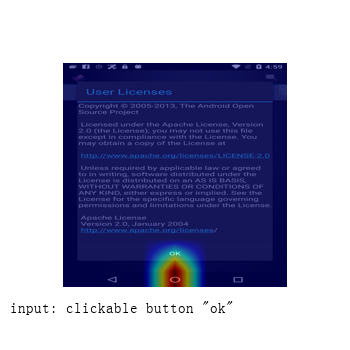 4:59
User Licenses
Copyright © 2005-2013, The Android Open
Source Project
Licensed under the Apache License, Version
2.0 (the License); you may not use this file
except in compliance with the License. You
may obtain a copy of the License at
http://www.apache.org/licenses/LICENSE-2.0
Unless required by applicable law or agreed
to in writing, software distributed under the
License is distributed on an AS IS BASIS,
WITHOUT WARRANTIES OR CONDITIONS OF
ANY KIND, either express or implied. See the
License for the specific language governing
permissions and limitations under the License.
Apache License
Version 2.0, January 2004
http://www.apache.org/licenses/
OK
input: clickable button "ok"